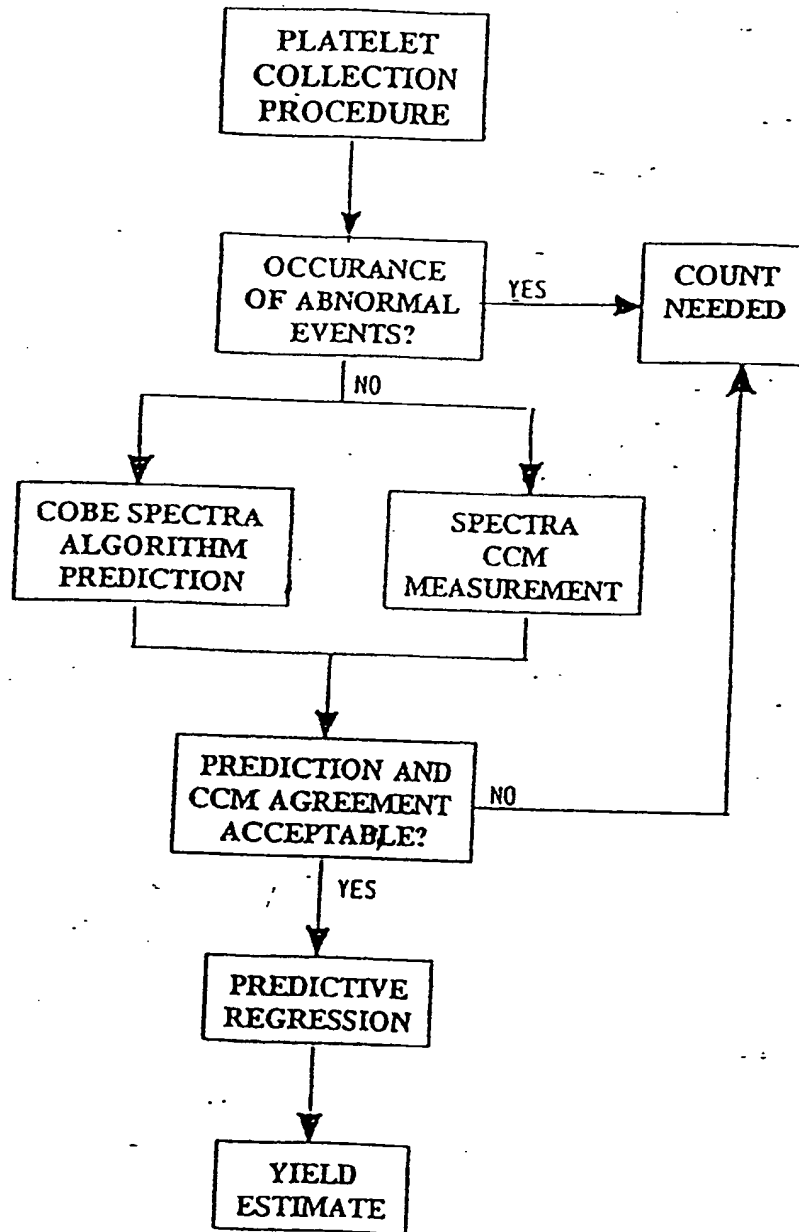 PLATELET
COLLECTION
PROCEDURE
OCCURANCE
OF ABNORMAL
EVENTS?
YES
COUNT
NEEDED
NO
COBE SPECTRA
ALGORITHM
PREDICTION
SPECTRA
CCM
MEASUREMENT
PREDICTION AND
CCM AGREEMENT
ACCEPTABLE?
NO
YES
PREDICTIVE
REGRESSION
YIELD
ESTIMATE